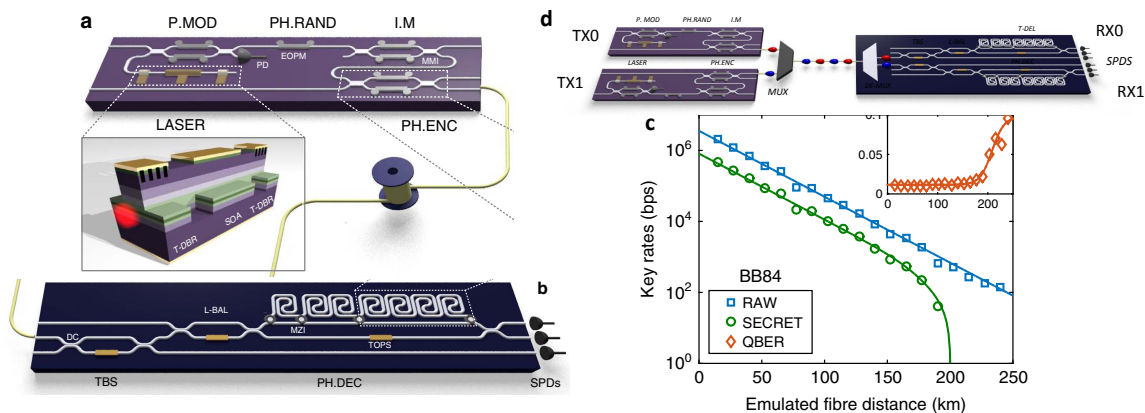 a
P.MOD
PH.RAND
I.M
EOPM
PD
MMI
LASER
PH.ENC
T-DBR
SOA
T-DBR
b
L-BAL
DC
MZI
TOPS
TBS
PH.DEC
SPDs
d
P. MOD
PH.RAND
I.M
TX0
TX1
LASER
PH.ENC
MUX
TBS
L-BAL
T-DEL
RX0
SPDS
RX1
c
Key rates (bps)
10^6
10^4
10^2
10^0
0 50 100 150 200 250
Emulated fibre distance (km)
BB84
RAW
SECRET
QBER
0.1
0.05
0
0 100 200